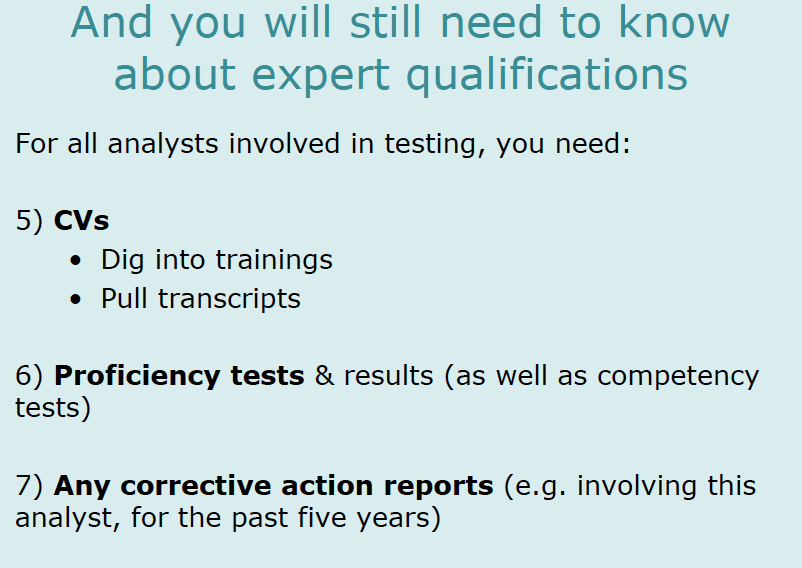 And you will still need to know
about expert qualifications
For all analysts involved in testing, you need:
5) CVs
• Dig into trainings
• Pull transcripts
6) Proficiency tests & results (as well as competency
tests)
7) Any corrective action reports (e.g. involving this
analyst, for the past five years)